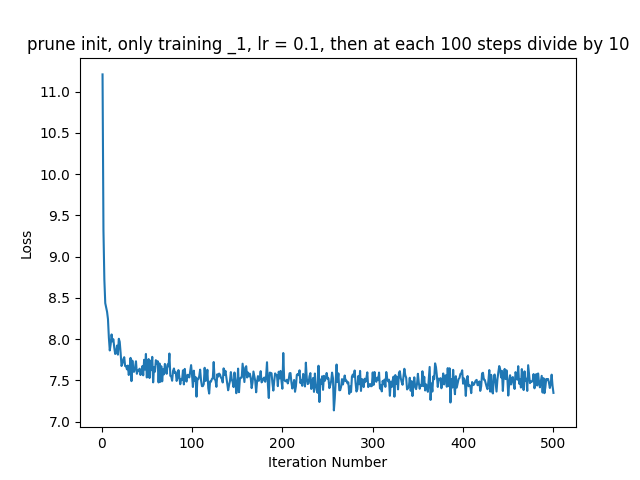 prune init, only training _1, lr = 0.1, then at each 100 steps divide by 10
11.0
10.5
10.0
9.5
9.0
8.5
8.0
7.5
7.0
Loss
0 100 200 300 400 500
Iteration Number